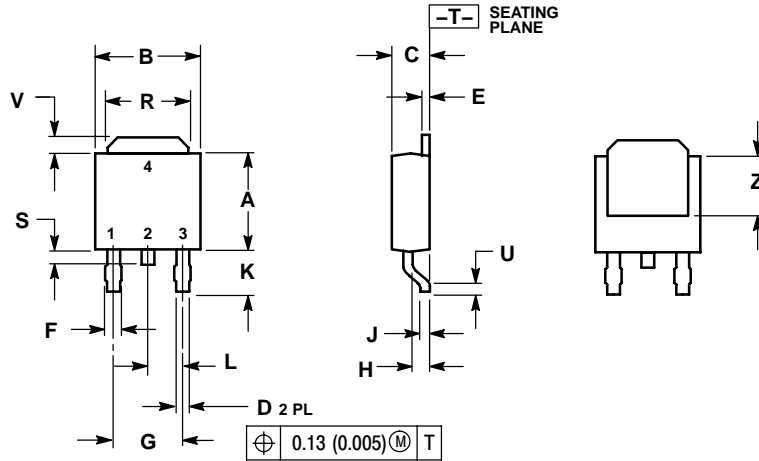 –T– SEATING
PLANE
B
C
V
R
E
4
Z
S
A
1 2 3
K
U
F
J
L
H
D 2 PL
G
⌖ 0.13 (0.005) Ⓜ T